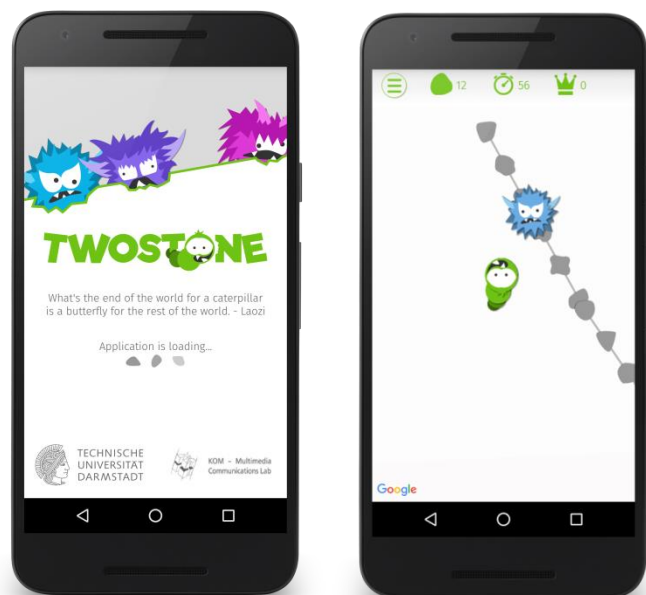 TWOSTONE
What's the end of the world for a caterpillar
is a butterfly for the rest of the world. - Laozi
Application is loading...
TECHNISCHE
UNIVERSITÄT
DARMSTADT
KOM – Multimedia
Communications Lab
12 56 0
Google